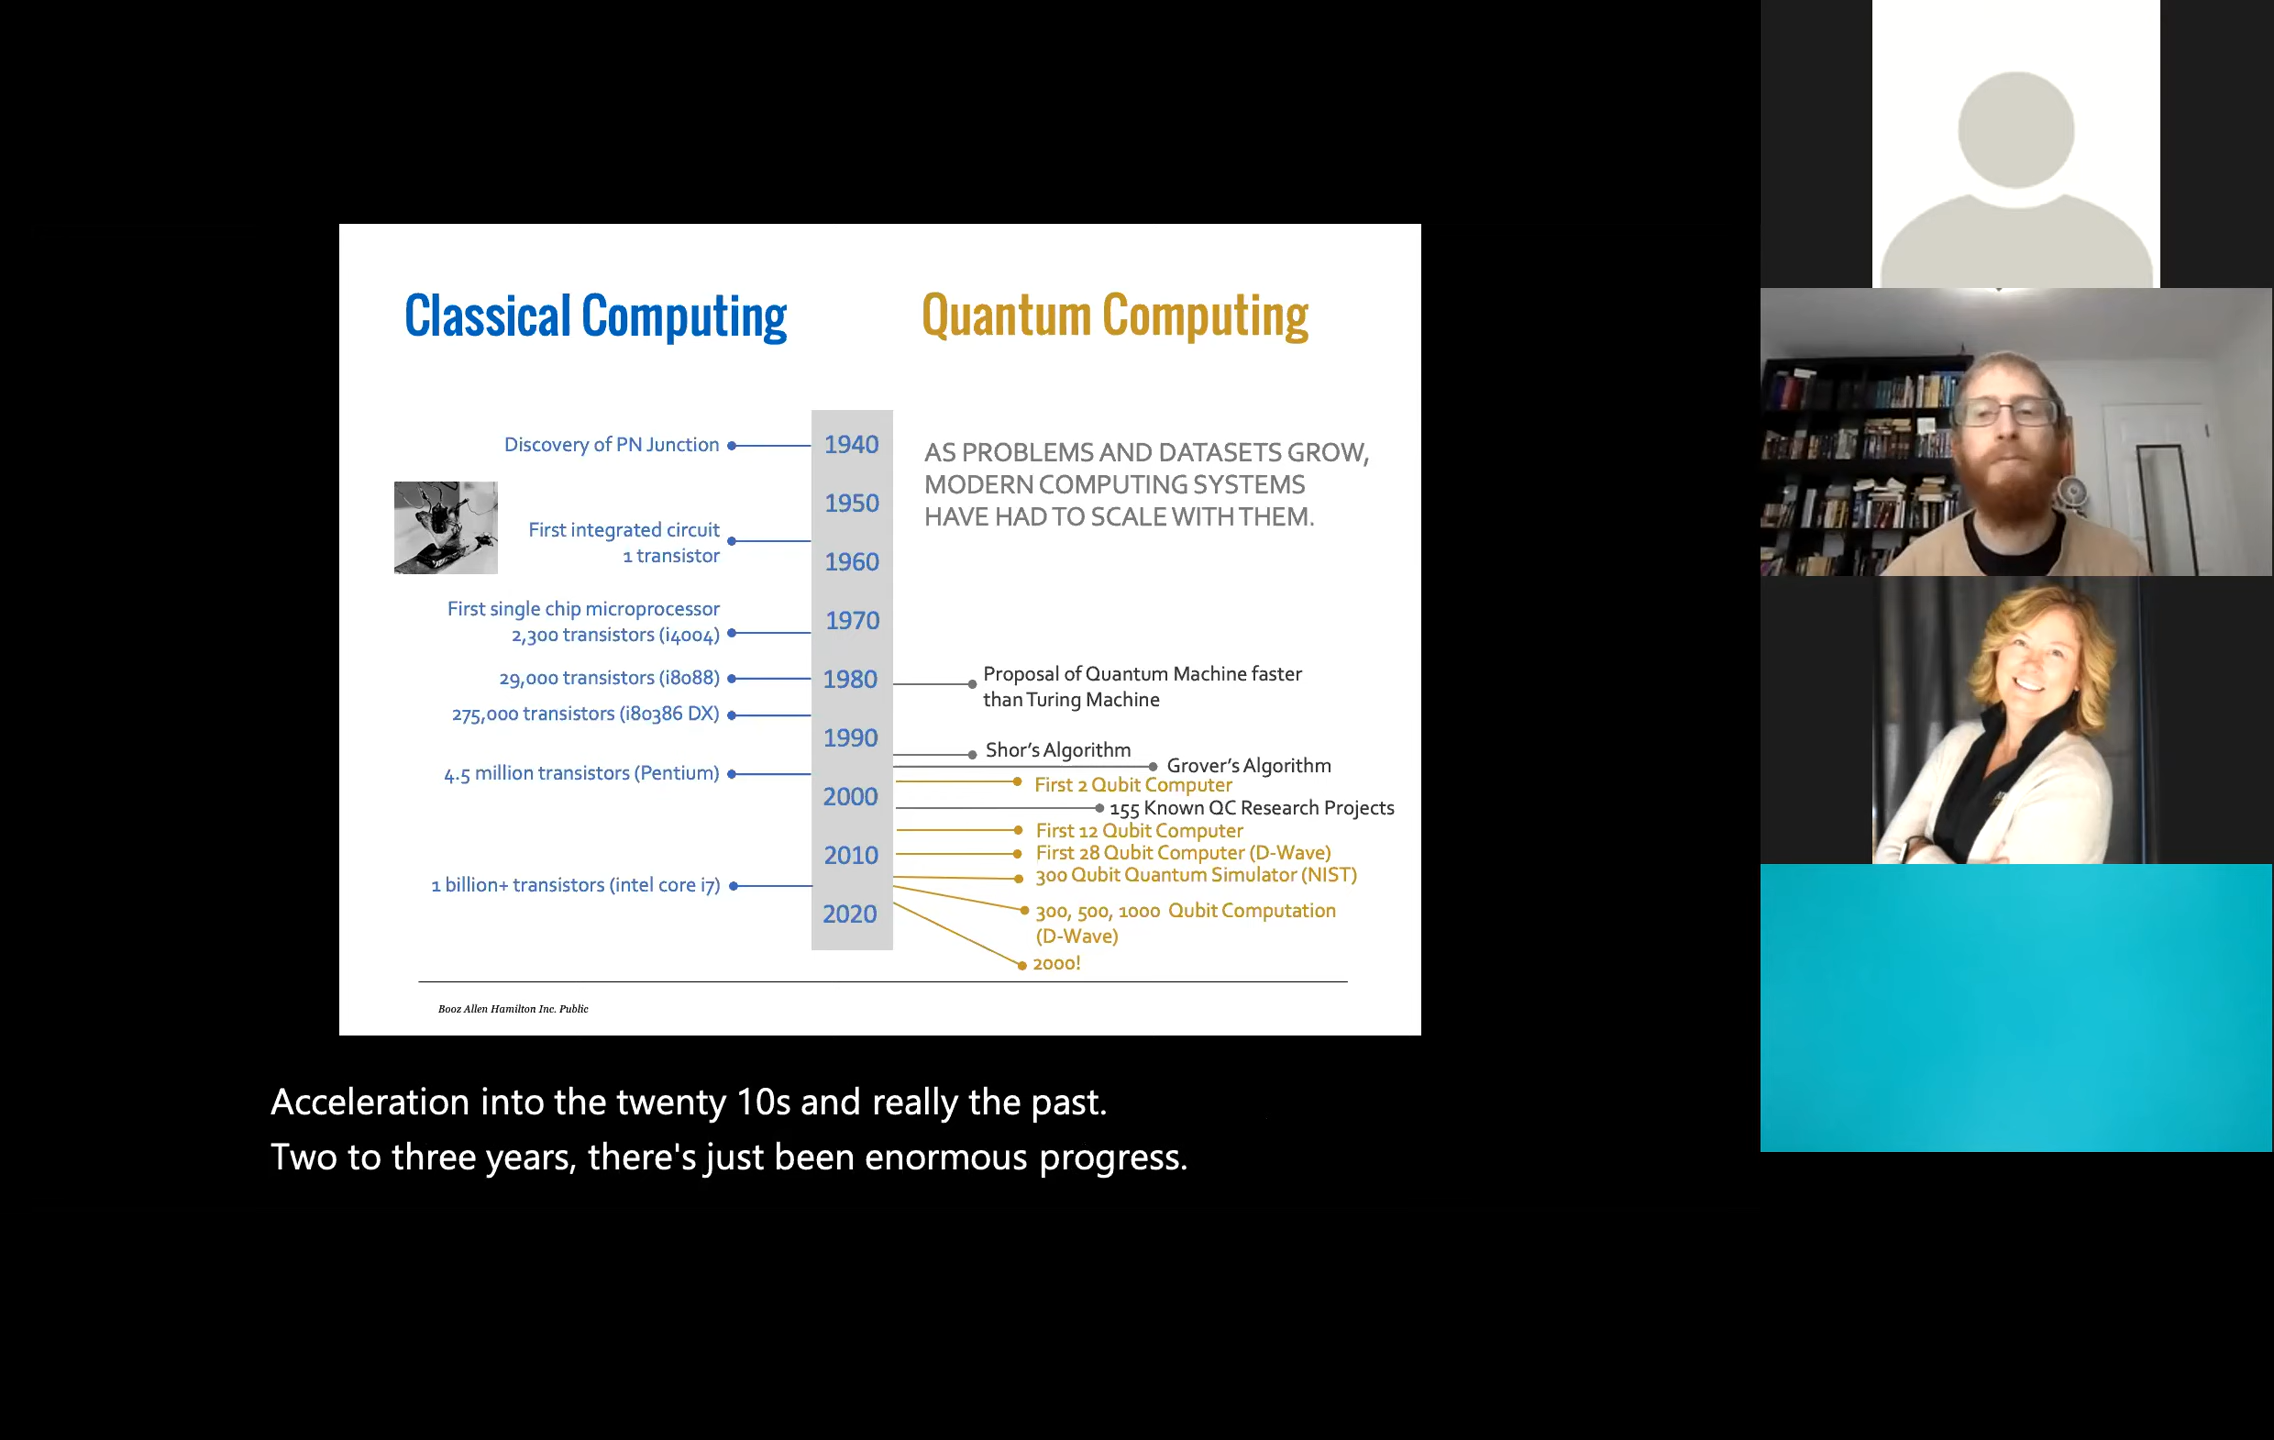 Classical Computing
Quantum Computing
Discovery of PN Junction
First integrated circuit
1 transistor
First single chip microprocessor
2,300 transistors (i4004)
29,000 transistors (i8088)
275,000 transistors (i80386 DX)
4.5 million transistors (Pentium)
1 billion+ transistors (intel core i7)
1940
1950
1960
1970
1980
1990
2000
2010
2020
AS PROBLEMS AND DATASETS GROW,
MODERN COMPUTING SYSTEMS
HAVE HAD TO SCALE WITH THEM.
Proposal of Quantum Machine faster
than Turing Machine
Shor's Algorithm
Grover's Algorithm
First 2 Qubit Computer
155 Known QC Research Projects
First 12 Qubit Computer
First 28 Qubit Computer (D-Wave)
300 Qubit Quantum Simulator (NIST)
300, 500, 1000 Qubit Computation
(D-Wave)
2000!
Booz Allen Hamilton Inc. Public
Acceleration into the twenty 10s and really the past.
Two to three years, there's just been enormous progress.